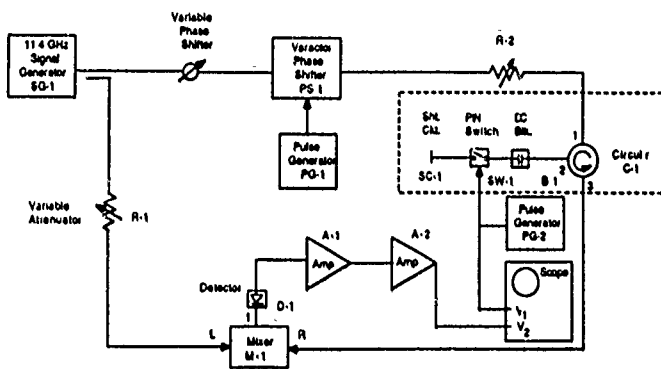 11.4 GHz
Signal
Generator
SG-1
Variable
Phase
Shifter
Varactor
Phase
Shifter
PS-1
R-2
Pulse
Generator
PG-1
Sht.
Ckt.
PIN
Switch
DC
Blk.
1
2
3
SC-1
SW-1
B-1
C-1
Variable
Attenuator
R-1
Pulse
Generator
PG-2
A-1
A-2
Amp
Amp
Scope
V1
V2
Detector
D-1
I
L
R
Mixer
M-1